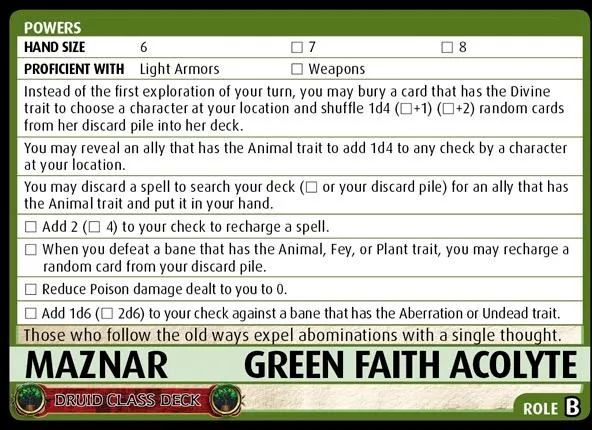 POWERS
HAND SIZE 6 □ 7 □ 8
PROFICIENT WITH Light Armors □ Weapons
Instead of the first exploration of your turn, you may bury a card that has the Divine
trait to choose a character at your location and shuffle 1d4 (□+1) (□+2) random cards
from her discard pile into her deck.
You may reveal an ally that has the Animal trait to add 1d4 to any check by a character
at your location.
You may discard a spell to search your deck (□ or your discard pile) for an ally that has
the Animal trait and put it in your hand.
□ Add 2 (□ 4) to your check to recharge a spell.
□ When you defeat a bane that has the Animal, Fey, or Plant trait, you may recharge a
random card from your discard pile.
□ Reduce Poison damage dealt to you to 0.
□ Add 1d6 (□ 2d6) to your check against a bane that has the Aberration or Undead trait.
Those who follow the old ways expel abominations with a single thought.
MAZNAR GREEN FAITH ACOLYTE
DRUID CLASS DECK
ROLE B